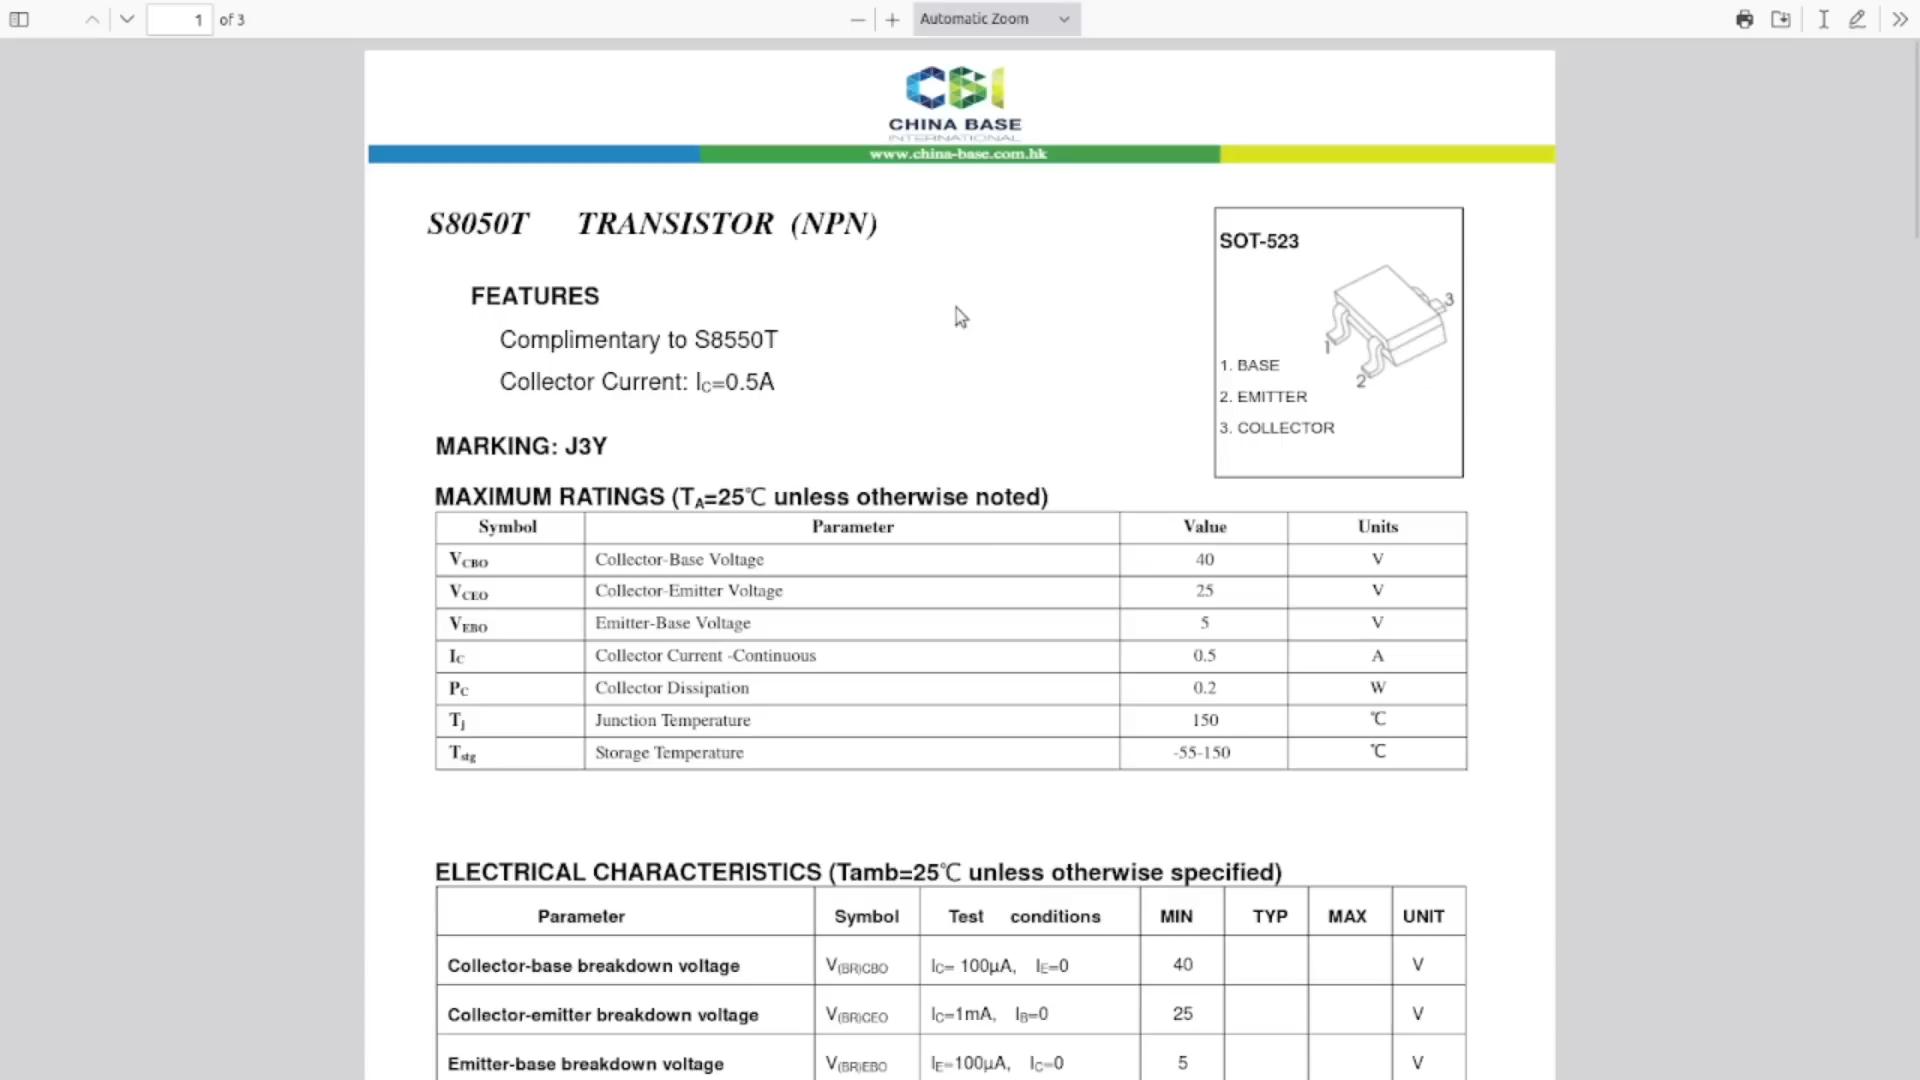 1 of 3 Automatic Zoom
CBI
CHINA BASE
INTERNATIONAL
www.china-base.com.hk
S8050T TRANSISTOR (NPN)
FEATURES
Complimentary to S8550T
Collector Current: IC=0.5A
MARKING: J3Y
SOT-523
3
1
2
1. BASE
2. EMITTER
3. COLLECTOR
MAXIMUM RATINGS (TA=25℃ unless otherwise noted)
Symbol Parameter Value Units
VCBO Collector-Base Voltage 40 V
VCEO Collector-Emitter Voltage 25 V
VEBO Emitter-Base Voltage 5 V
IC Collector Current -Continuous 0.5 A
PC Collector Dissipation 0.2 W
Tj Junction Temperature 150 ℃
Tstg Storage Temperature -55-150 ℃
ELECTRICAL CHARACTERISTICS (Tamb=25℃ unless otherwise specified)
Parameter Symbol Test conditions MIN TYP MAX UNIT
Collector-base breakdown voltage V(BR)CBO IC= 100μA, IE=0 40 V
Collector-emitter breakdown voltage V(BR)CEO IC=1mA, IB=0 25 V
Emitter-base breakdown voltage V(BR)EBO IE=100μA, IC=0 5 V